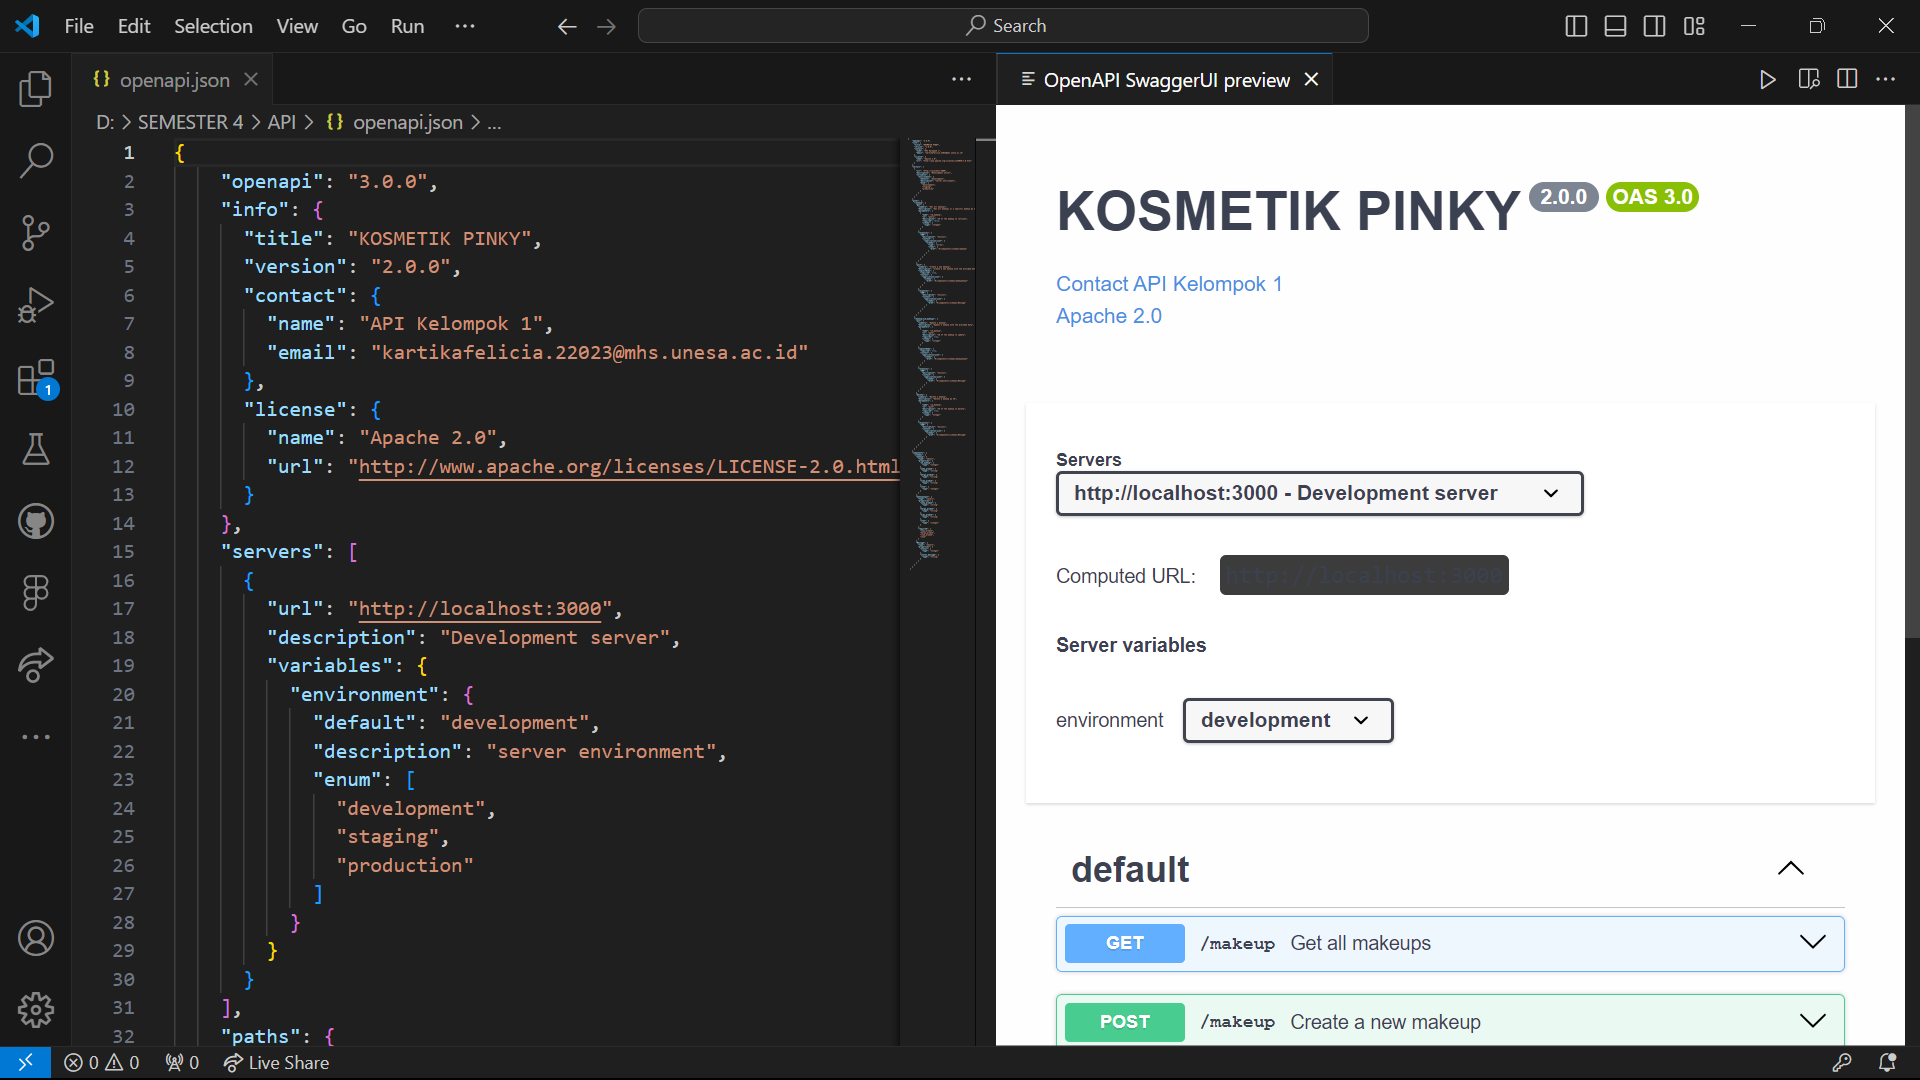 File Edit Selection View Go Run ··· Search
openapi.json
D: > SEMESTER 4 > API > {} openapi.json > ...
1 {
2 "openapi": "3.0.0",
3 "info": {
4 "title": "KOSMETIK PINKY",
5 "version": "2.0.0",
6 "contact": {
7 "name": "API Kelompok 1",
8 "email": "kartikafelicia.22023@mhs.unesa.ac.id"
9 },
10 "license": {
11 "name": "Apache 2.0",
12 "url": "http://www.apache.org/licenses/LICENSE-2.0.html
13 }
14 },
15 "servers": [
16 {
17 "url": "http://localhost:3000",
18 "description": "Development server",
19 "variables": {
20 "environment": {
21 "default": "development",
22 "description": "server environment",
23 "enum": [
24 "development",
25 "staging",
26 "production"
27 ]
28 }
29 }
30 }
31 ],
32 "paths": {
OpenAPI SwaggerUI preview
KOSMETIK PINKY 2.0.0 OAS 3.0
Contact API Kelompok 1
Apache 2.0
Servers
http://localhost:3000 - Development server
Computed URL: http://localhost:3000
Server variables
environment development
default
GET /makeup Get all makeups
POST /makeup Create a new makeup
1
0 0 0 Live Share